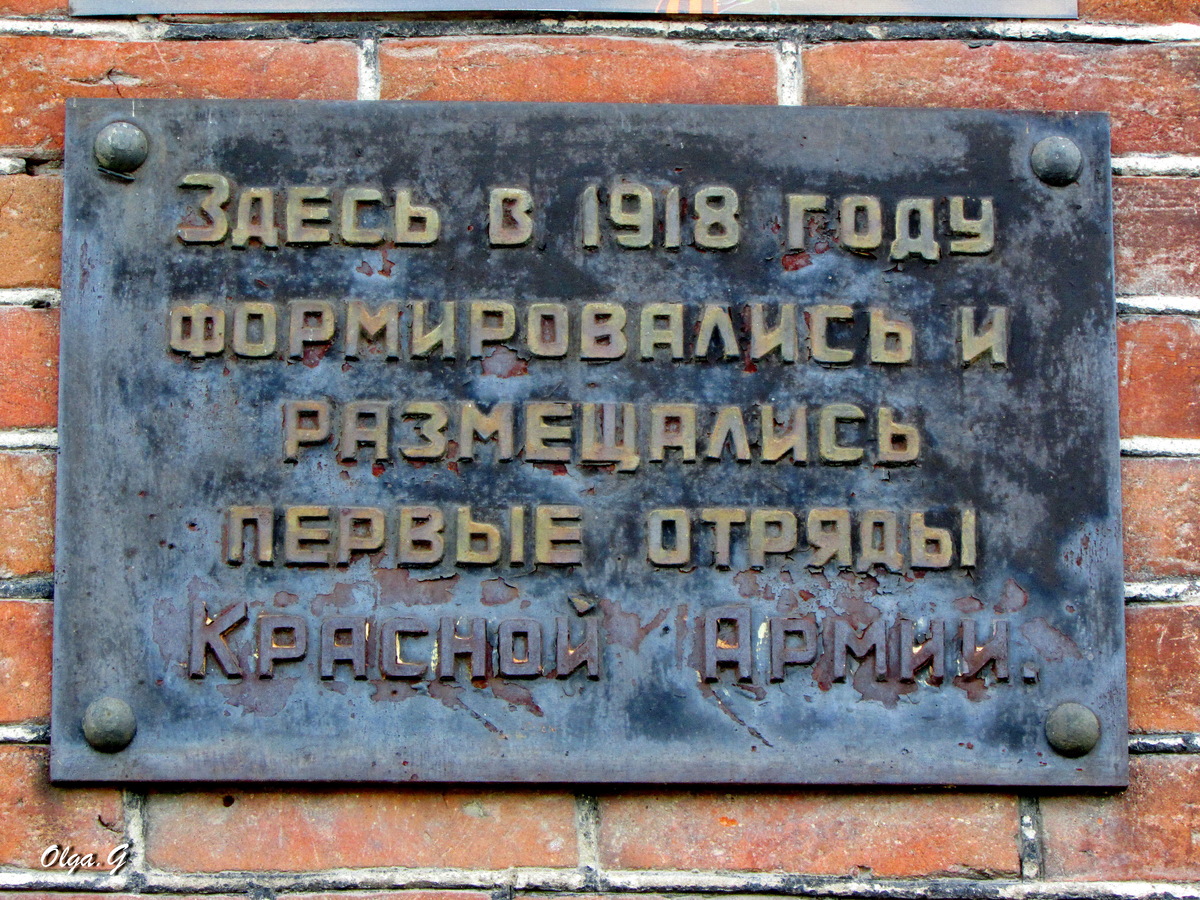 Здесь в 1918 году
формировались и
размещались
первые отряды
Красной Армии.
Olga.G